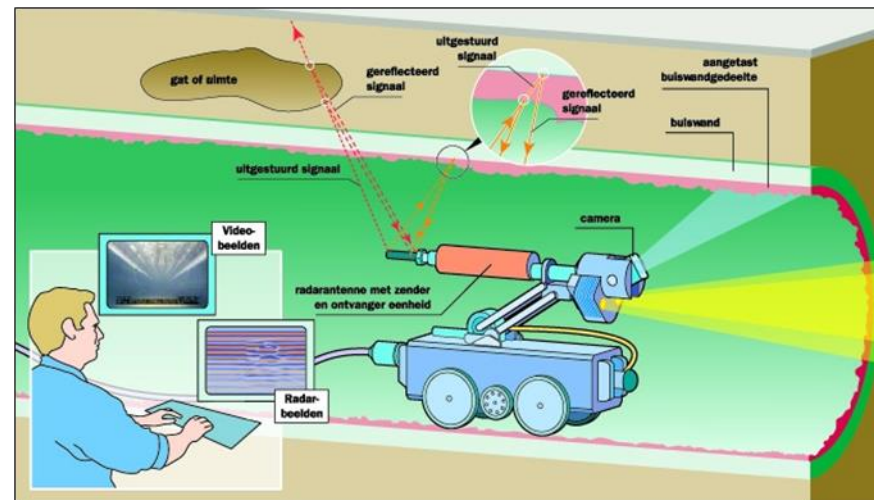 uitgestuurd
signaal
gereflecteerd
signaal
gat of ruimte
gereflecteerd
signaal
aangetast
buiswandgedeelte
buiswand
uitgestuurd signaal
camera
Video-
beelden
radarantenne met zender
en ontvanger eenheid
Radar-
beelden